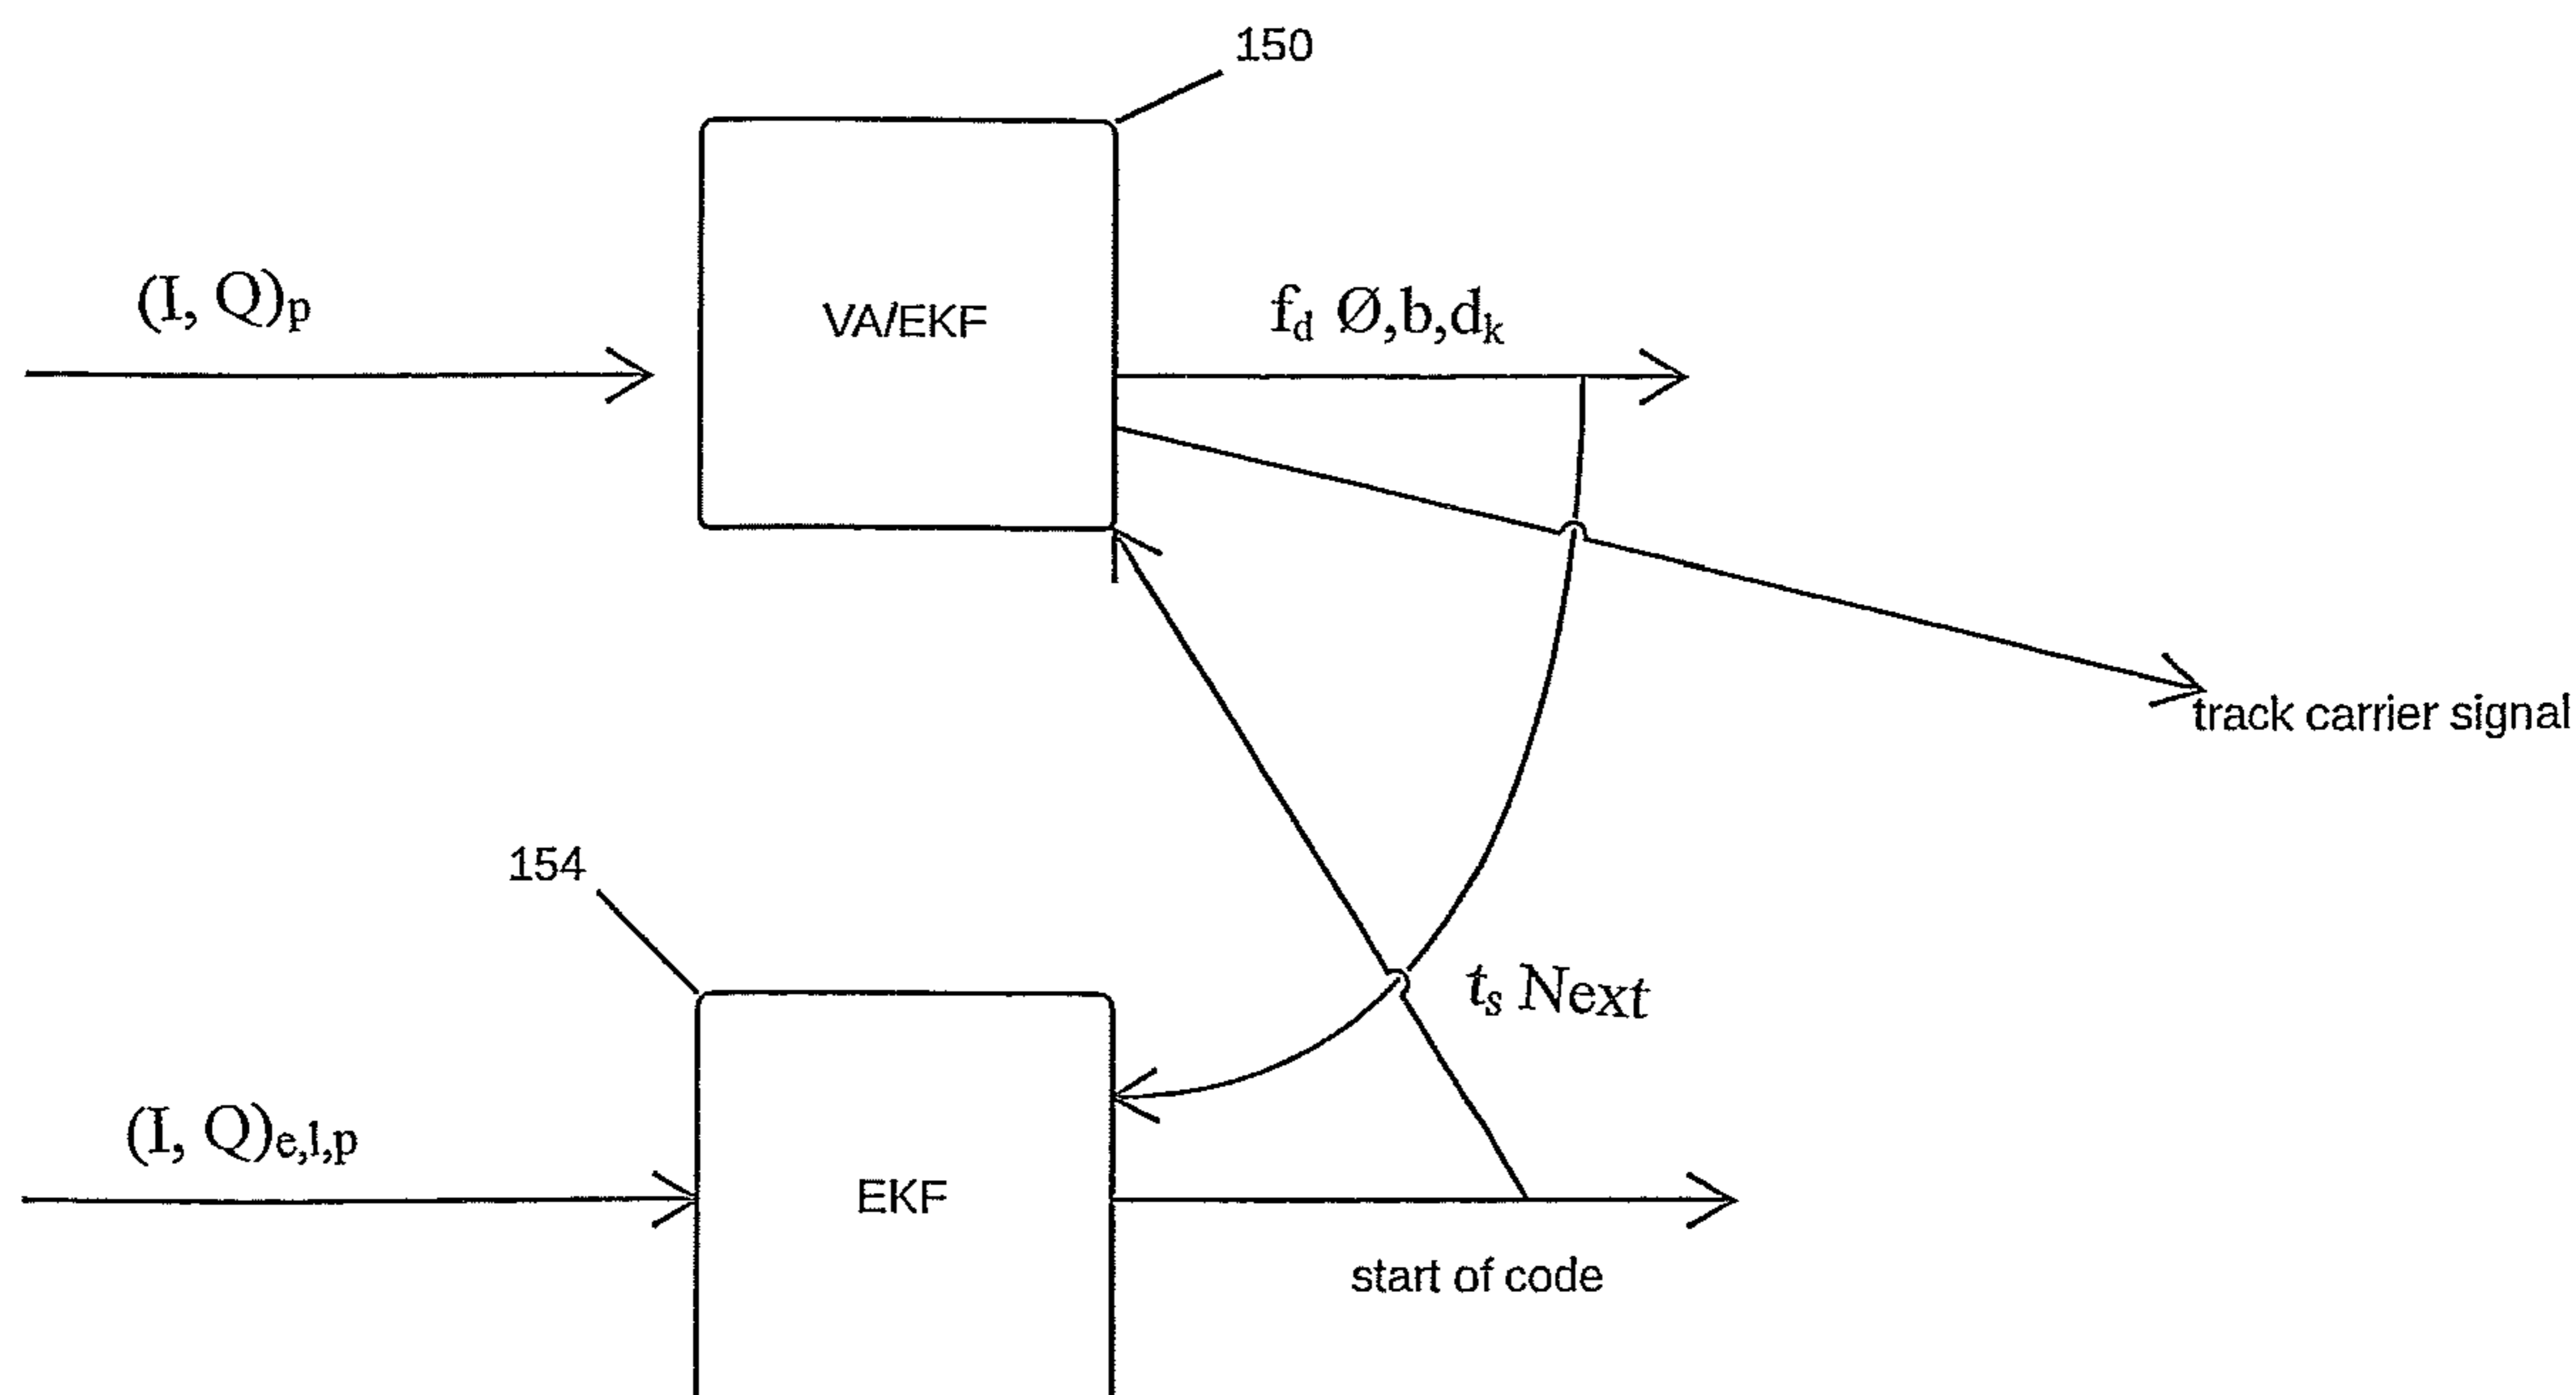 150
(I, Q)p
VA/EKF
fd Ø,b,dk
track carrier signal
154
ts Next
(I, Q)e,l,p
EKF
start of code